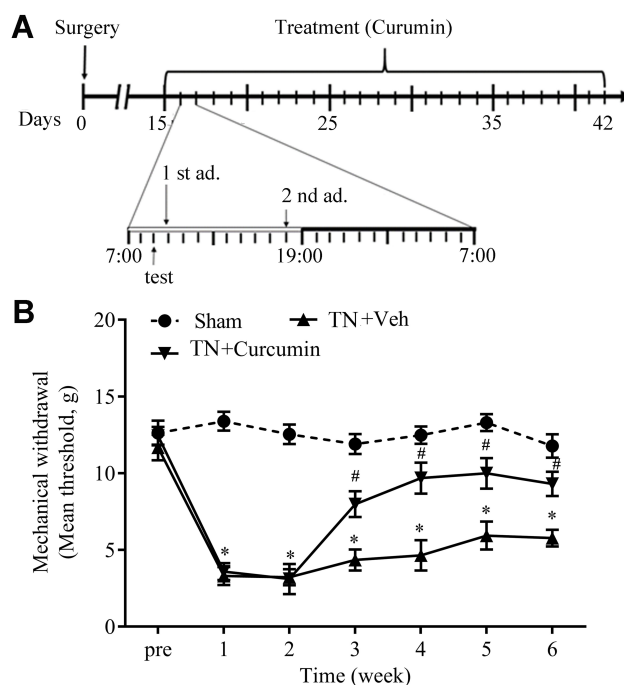 A
Surgery
Treatment (Curumin)
Days 0 15 25 35 42
1 st ad.
2 nd ad.
7:00 19:00 7:00
test
B
Sham
TN+Veh
TN+Curcumin
Mechanical withdrawal
(Mean threshold, g)
20
15
10
5
0
# # # #
* * * * * *
pre 1 2 3 4 5 6
Time (week)